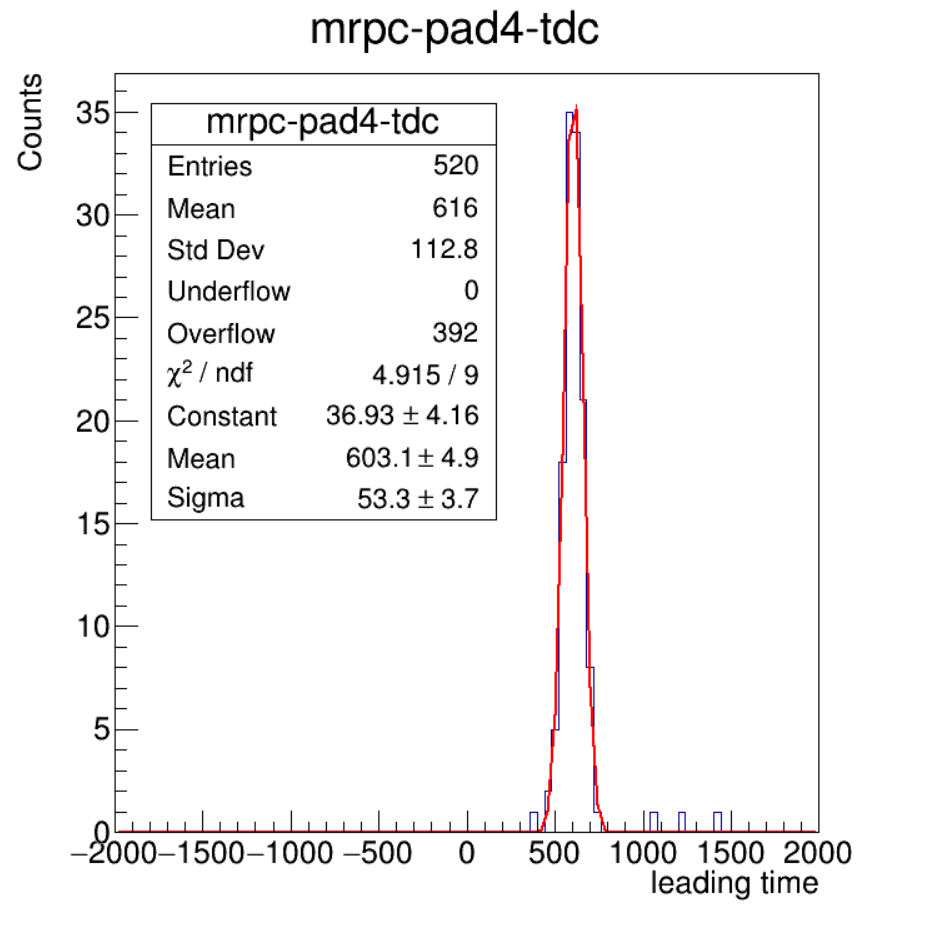 mrpc-pad4-tdc
Counts
mrpc-pad4-tdc
Entries 520
Mean 616
Std Dev 112.8
Underflow 0
Overflow 392
χ² / ndf 4.915 / 9
Constant 36.93 ± 4.16
Mean 603.1 ± 4.9
Sigma 53.3 ± 3.7
35
30
25
20
15
10
5
0
−2000 −1500 −1000 −500 0 500 1000 1500 2000
leading time